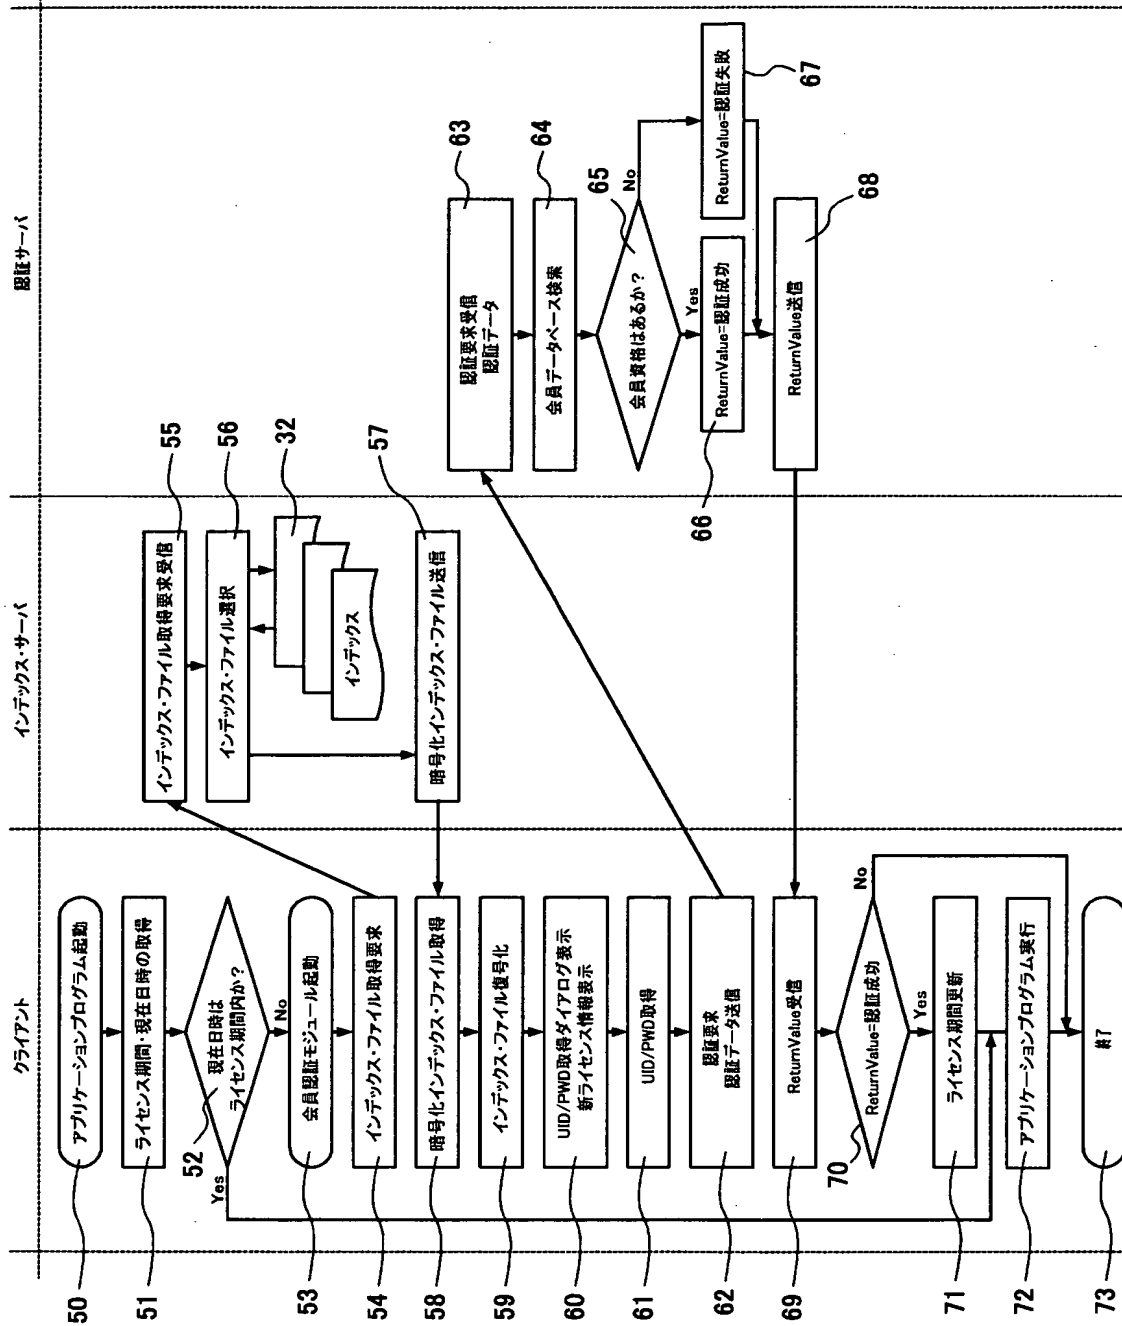 クライアント
インデックス・サーバ
認証サーバ
アプリケーションプログラム起動
50
ライセンス期間・現在日時の取得
51
現在日時は
ライセンス期間内か?
52
Yes
No
会員認証モジュール起動
53
インデックス・ファイル取得要求
54
インデックス・ファイル取得要求受信
55
インデックス・ファイル選択
56
インデックス
32
暗号化インデックス・ファイル送信
57
暗号化インデックス・ファイル取得
58
インデックス・ファイル復号化
59
UID/PWD取得ダイアログ表示
新ライセンス情報表示
60
UID/PWD取得
61
認証要求
認証データ送信
62
認証要求受信
認証データ
63
会員データベース検索
64
会員資格はあるか?
65
No
Yes
ReturnValue=認証成功
66
ReturnValue=認証失敗
67
ReturnValue送信
68
ReturnValue受信
69
ReturnValue=認証成功
70
No
Yes
ライセンス期間更新
71
アプリケーションプログラム実行
72
終了
73